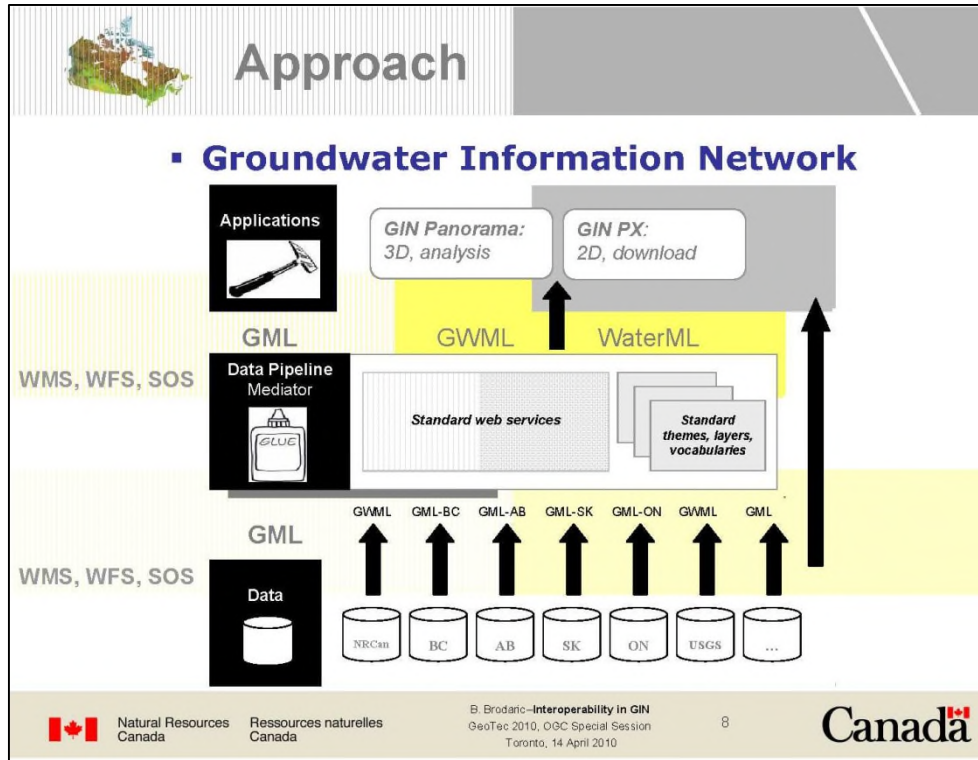 Approach
▪ Groundwater Information Network
Applications
GIN Panorama:
3D, analysis
GIN PX:
2D, download
GML
GWML
WaterML
WMS, WFS, SOS
Data Pipeline
Mediator
GLUE
Standard web services
Standard
themes, layers,
vocabularies
GWML GML-BC GML-AB GML-SK GML-ON GWML GML
GML
WMS, WFS, SOS
Data
NRCan BC AB SK ON USGS ...
Natural Resources
Canada
Ressources naturelles
Canada
B. Brodaric–Interoperability in GIN
GeoTec 2010, OGC Special Session
Toronto, 14 April 2010
8
Canada